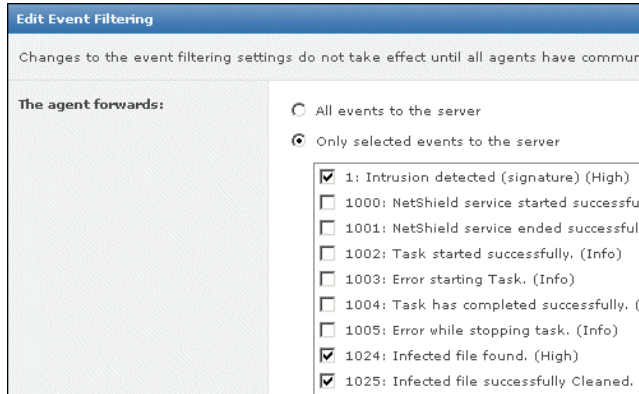 Edit Event Filtering
Changes to the event filtering settings do not take effect until all agents have
The agent forwards:
All events to the server
Only selected events to the server
1: Intrusion detected (signature) (High)
1000: NetShield service started
1001: NetShield service ended
1002: Task started successfully. (Info)
1003: Error starting Task. (Info)
1004: Task has completed successfully. (
1005: Error while stopping task. (Info)
1024: Infected file found. (High)
1025: Infected file successfully Cleaned.